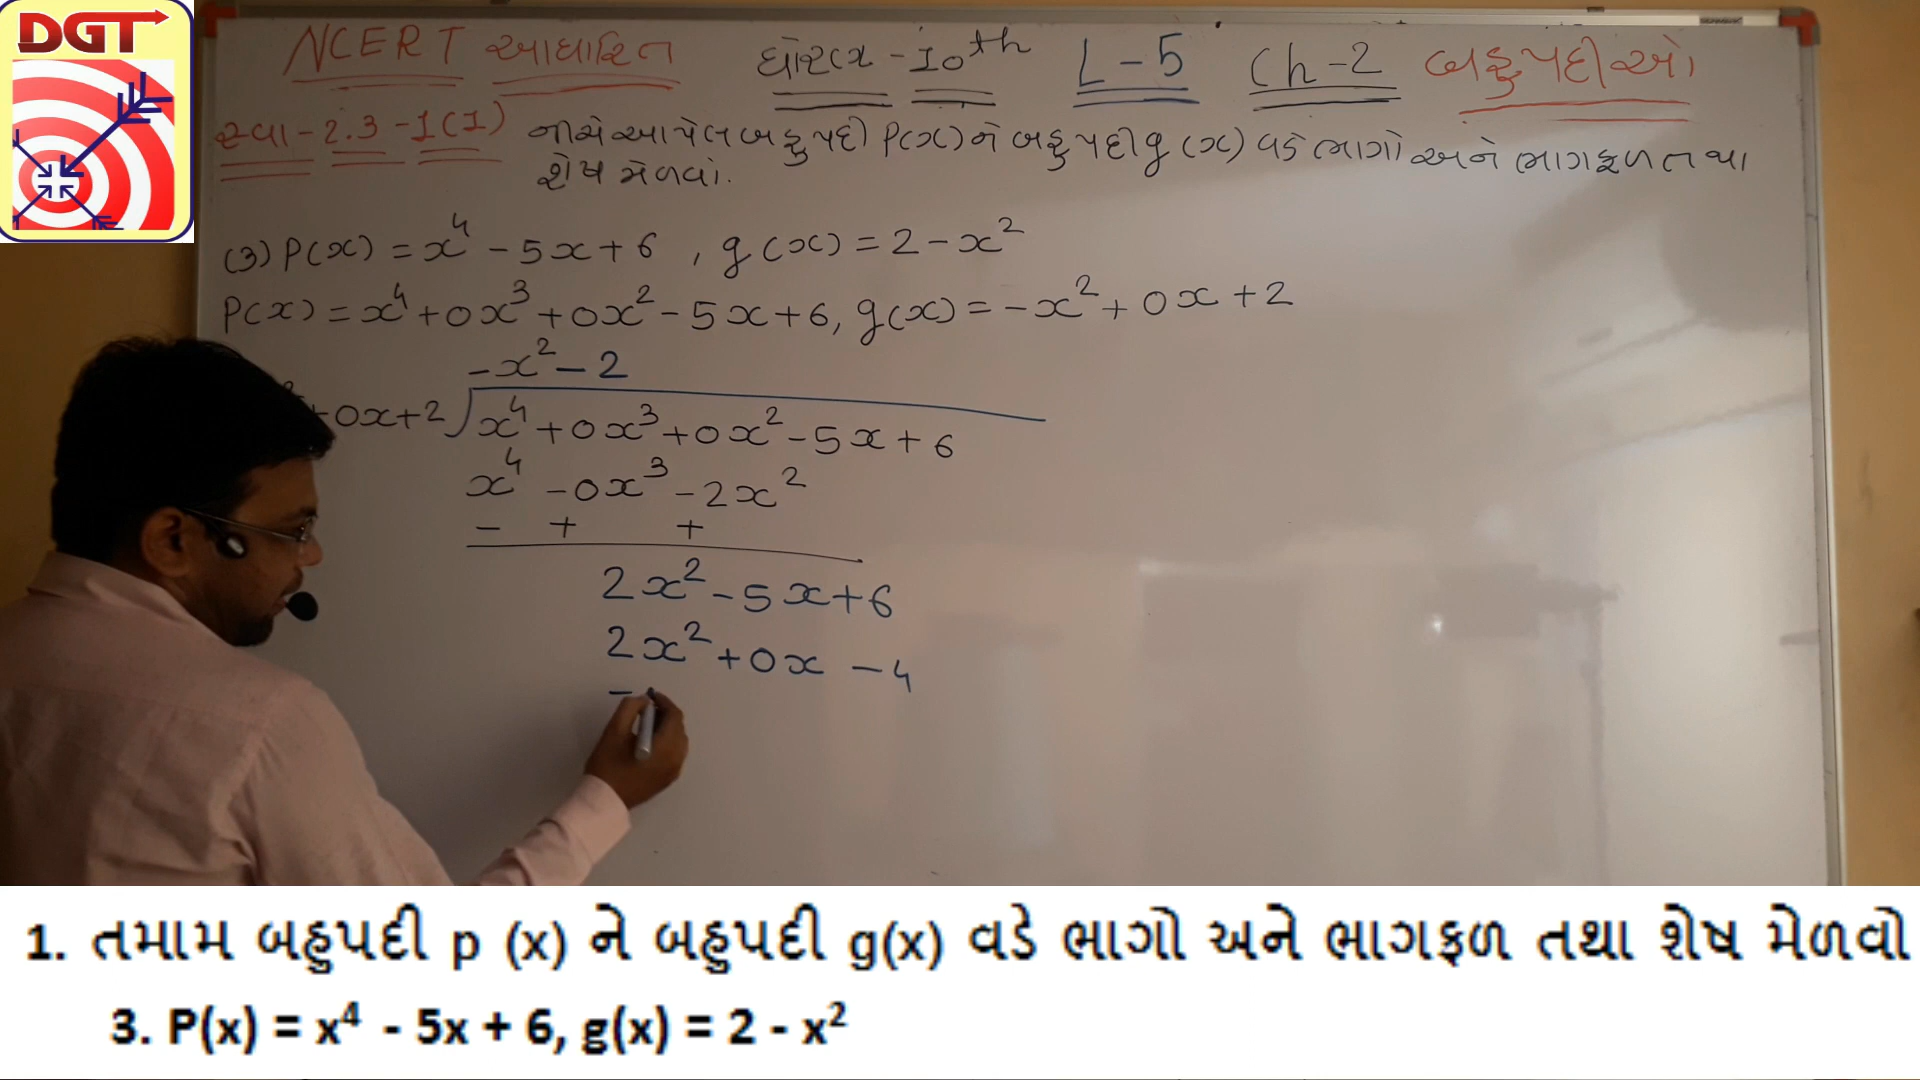 DGT
NCERT આધારિત ધોરણ - 10th L-5 Ch-2 બહુપદીઓ
સ્વા-2.3-1(I) નીચે આપેલ બહુપદી P(x)ને બહુપદી g(x) વડે ભાગો અને ભાગફળ તથા
શેષ મેળવો.
(3) P(x) = x⁴ - 5x + 6 , g(x) = 2 - x²
P(x) = x⁴ + 0x³ + 0x² - 5x + 6, g(x) = -x² + 0x + 2
-x² - 2
+0x+2 x⁴ + 0x³ + 0x² - 5x + 6
x⁴ - 0x³ - 2x²
- + +
2x² - 5x + 6
2x² + 0x - 4
-
1. તમામ બહુપદી p (x) ને બહુપદી g(x) વડે ભાગો અને ભાગફળ તથા શેષ મેળવો
3. P(x) = x⁴ - 5x + 6, g(x) = 2 - x²